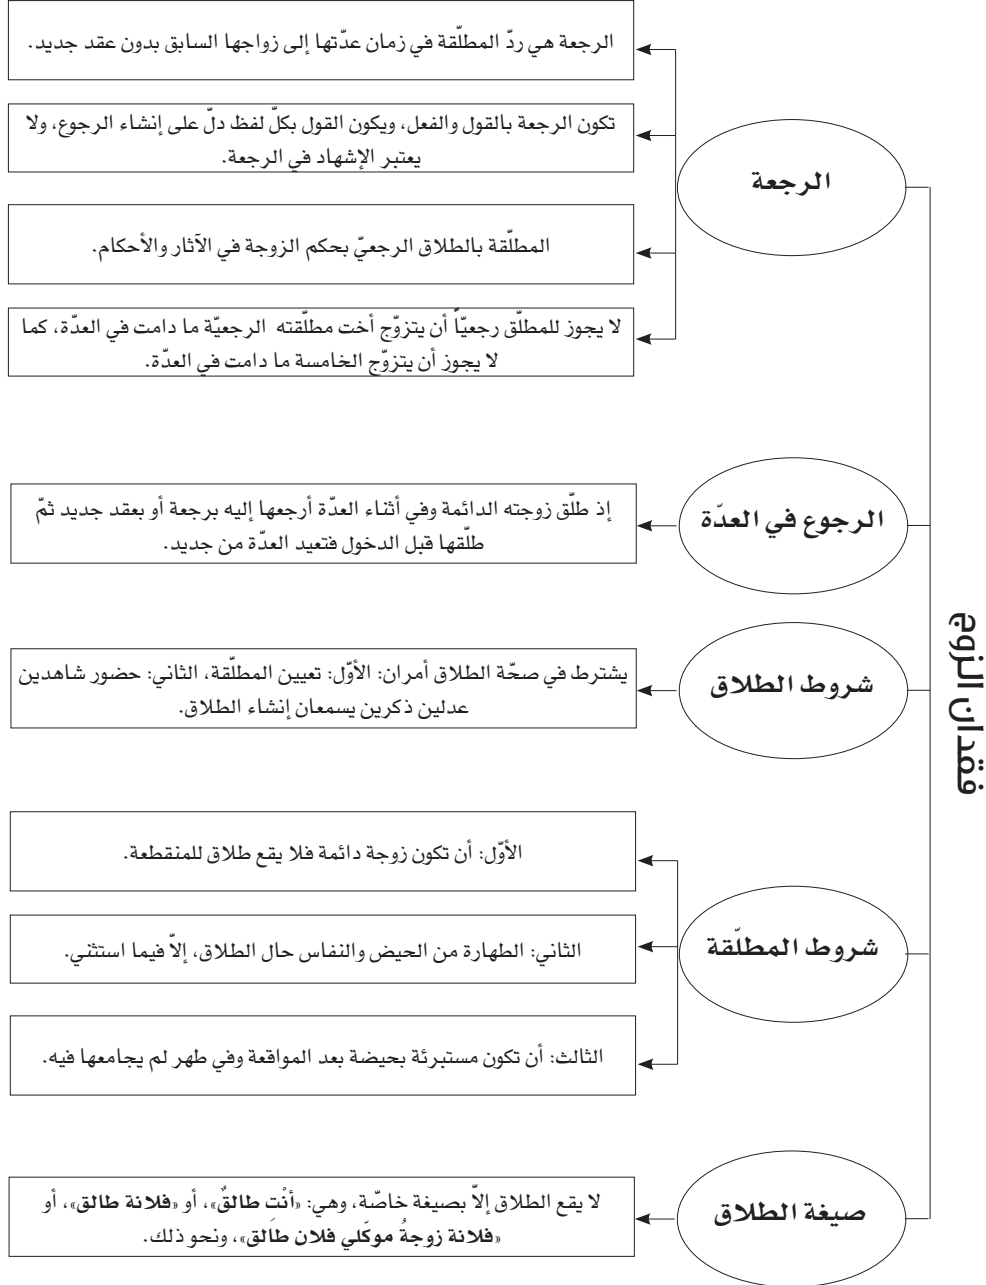 فقدان الزوج
الرجعة
الرجعة هي ردّ المطلّقة في زمان عدّتها إلى زواجها السابق بدون عقد جديد.
تكون الرجعة بالقول والفعل، ويكون القول بكلّ لفظ دلّ على إنشاء الرجوع، ولا
يعتبر الإشهاد في الرجعة.
المطلّقة بالطلاق الرجعيّ بحكم الزوجة في الآثار والأحكام.
لا يجوز للمطلّق رجعيّاً أن يتزوّج أخت مطلّقته الرجعيّة ما دامت في العدّة، كما
لا يجوز أن يتزوّج الخامسة ما دامت في العدّة.
الرجوع في العدّة
إذ طلّق زوجته الدائمة وفي أثناء العدّة أرجعها إليه برجعة أو بعقد جديد ثمّ
طلّقها قبل الدخول فتعيد العدّة من جديد.
شروط الطلاق
يشترط في صحّة الطلاق أمران: الأوّل: تعيين المطلّقة، الثاني: حضور شاهدين
عدلين ذكرين يسمعان إنشاء الطلاق.
شروط المطلّقة
الأوّل: أن تكون زوجة دائمة فلا يقع طلاق للمنقطعة.
الثاني: الطهارة من الحيض والنفاس حال الطلاق، إلاّ فيما استثني.
الثالث: أن تكون مستبرئة بحيضة بعد المواقعة وفي طهر لم يجامعها فيه.
صيغة الطلاق
لا يقع الطلاق إلاّ بصيغة خاصّة، وهي: «أنْت طالقٌ»، أو «فلانة طالق»، أو
«فلانة زوجةُ موكّلي فلان طَالق»، ونحو ذلك.